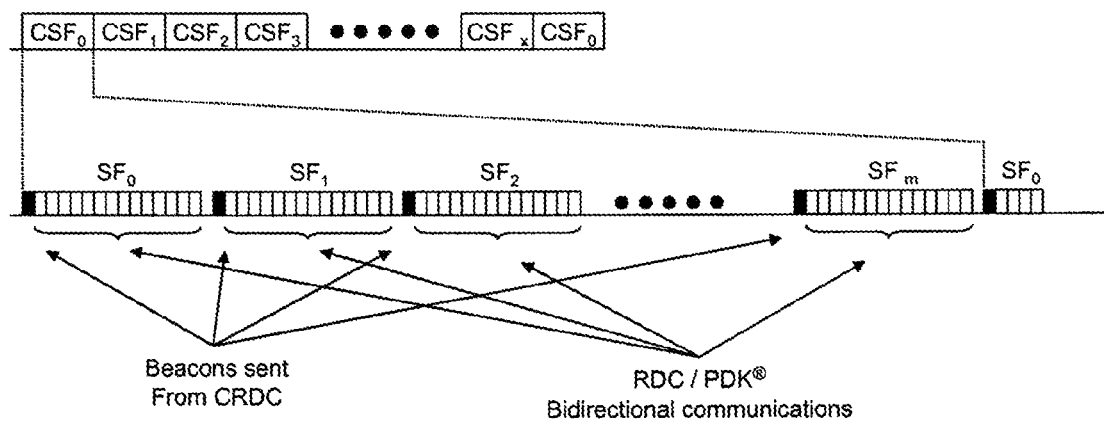 CSF₀ CSF₁ CSF₂ CSF₃ CSFₓ CSF₀
SF₀ SF₁ SF₂ SFₘ SF₀
Beacons sent
From CRDC
RDC / PDK®
Bidirectional communications